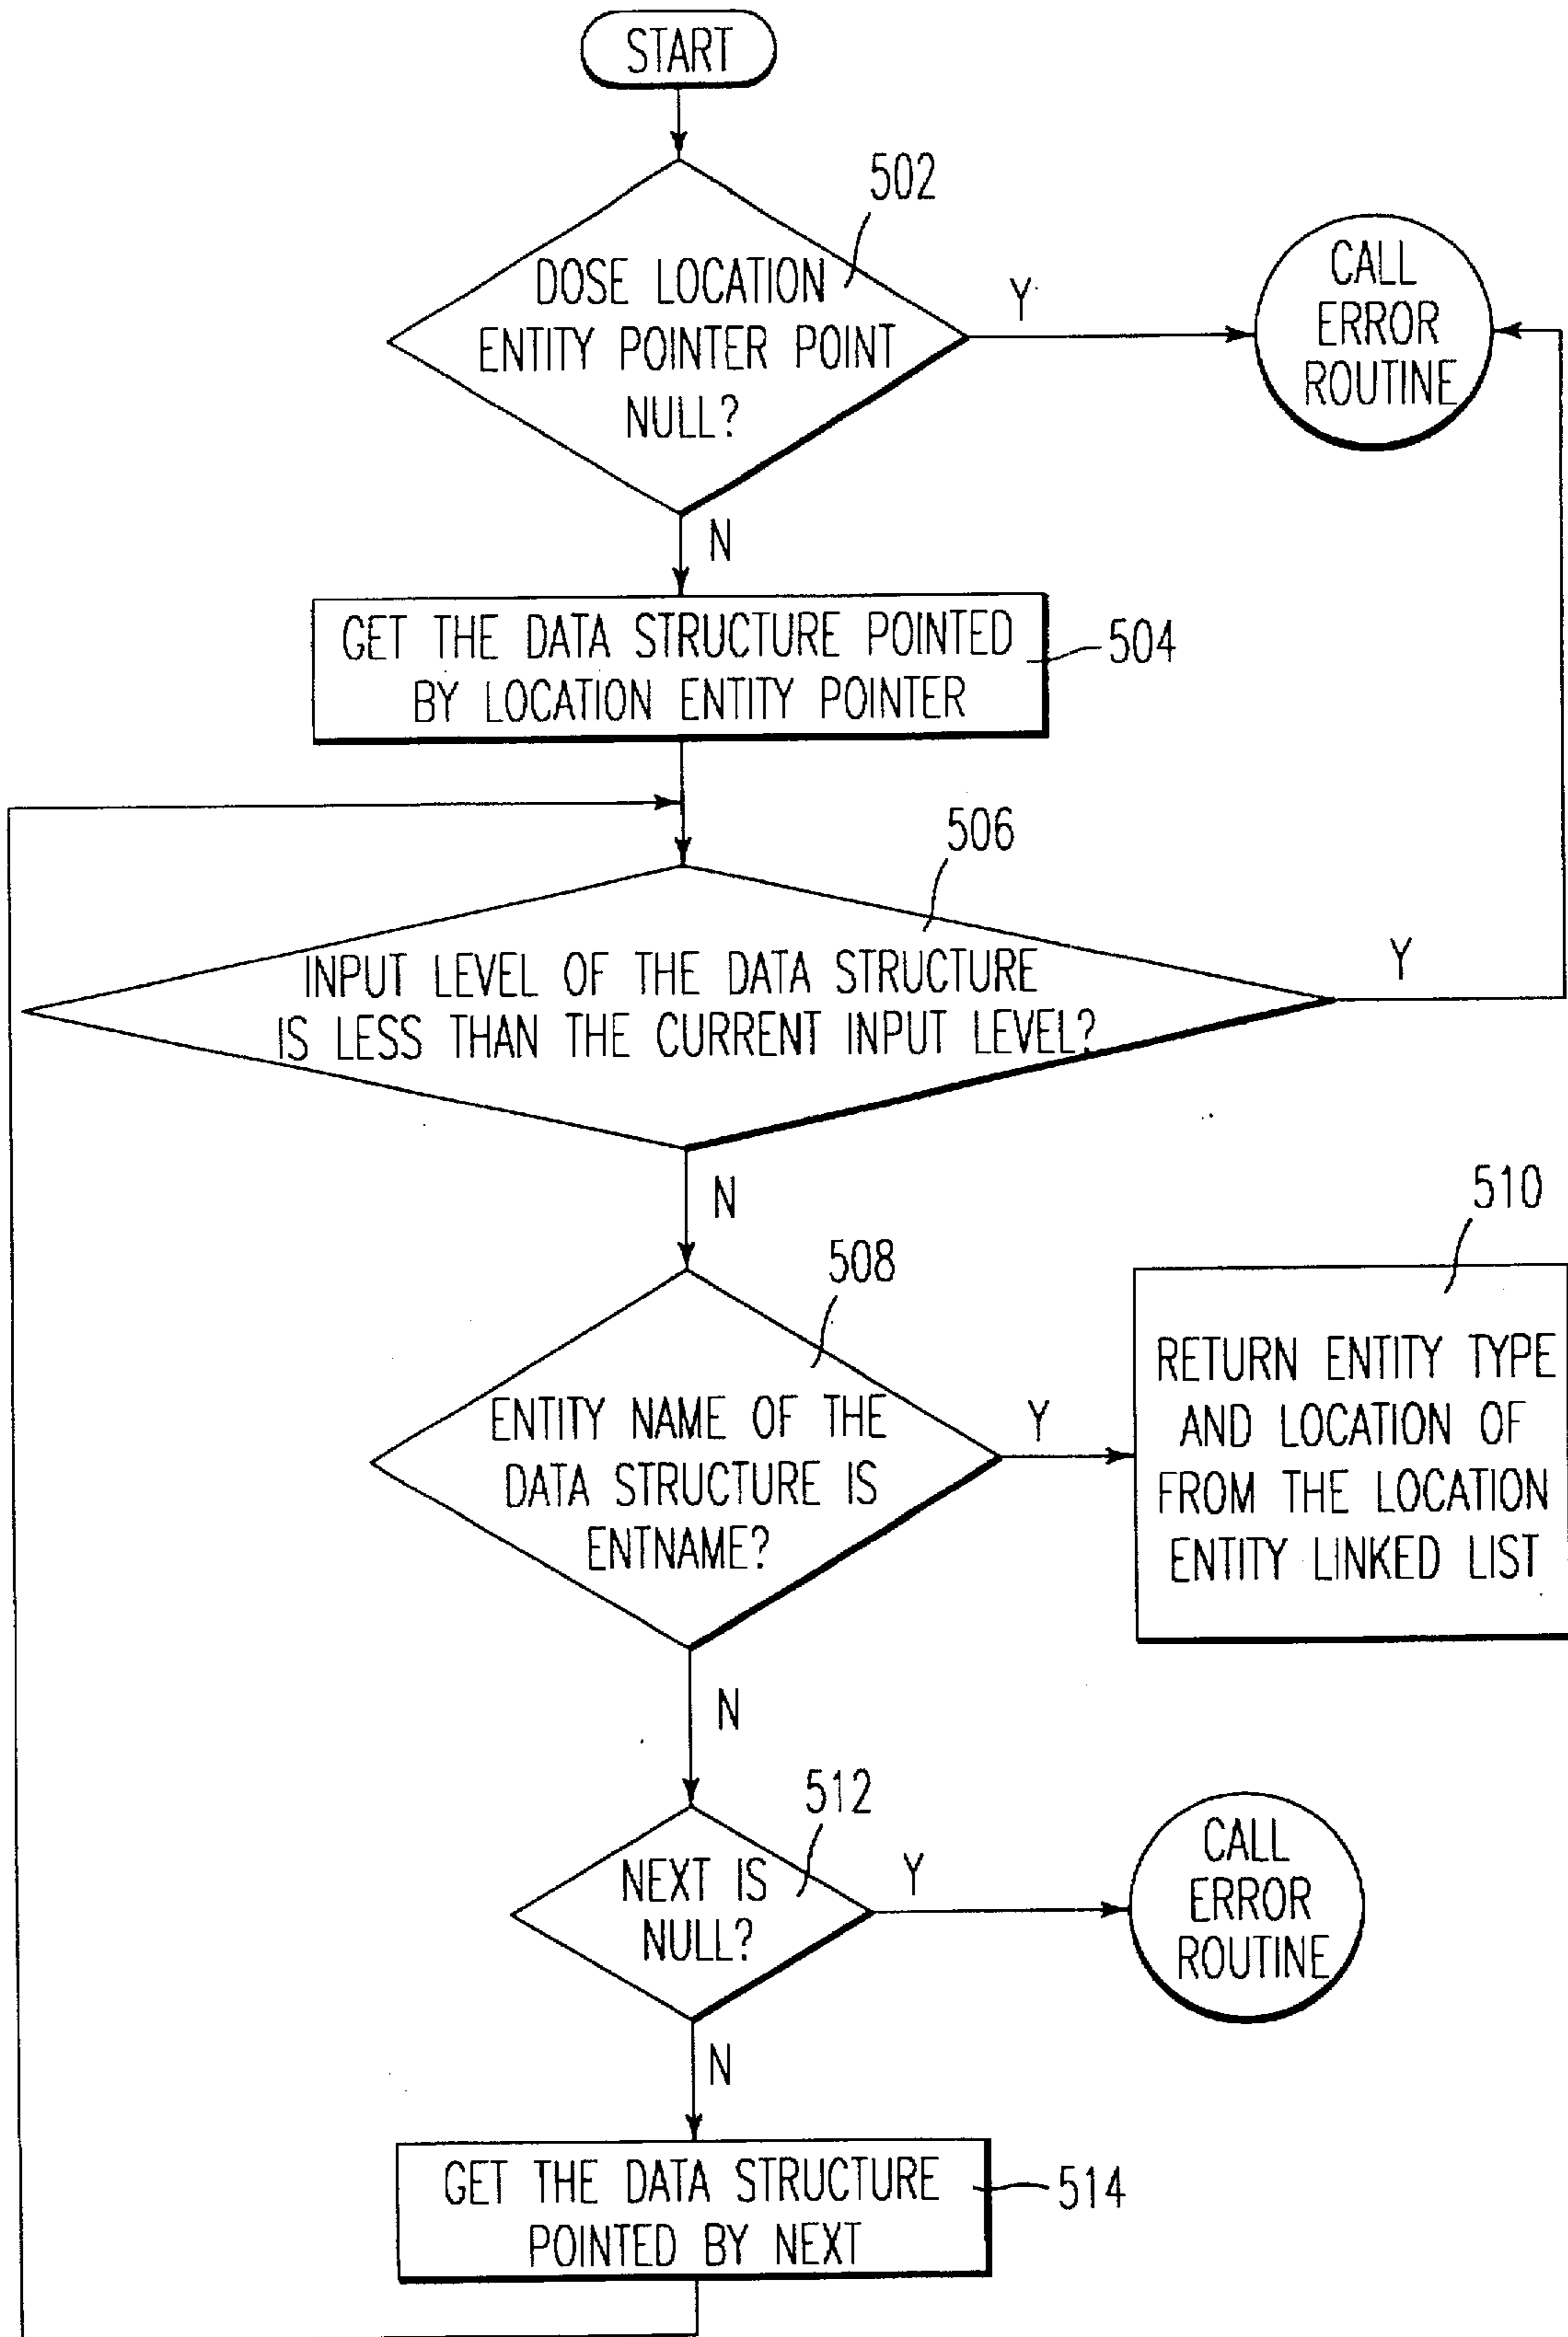 START
502
DOSE LOCATION
ENTITY POINTER POINT
NULL?
Y
CALL
ERROR
ROUTINE
N
GET THE DATA STRUCTURE POINTED
BY LOCATION ENTITY POINTER
504
506
INPUT LEVEL OF THE DATA STRUCTURE
IS LESS THAN THE CURRENT INPUT LEVEL?
Y
N
508
ENTITY NAME OF THE
DATA STRUCTURE IS
ENTNAME?
Y
510
RETURN ENTITY TYPE
AND LOCATION OF
FROM THE LOCATION
ENTITY LINKED LIST
N
512
NEXT IS
NULL?
Y
CALL
ERROR
ROUTINE
N
GET THE DATA STRUCTURE
POINTED BY NEXT
514